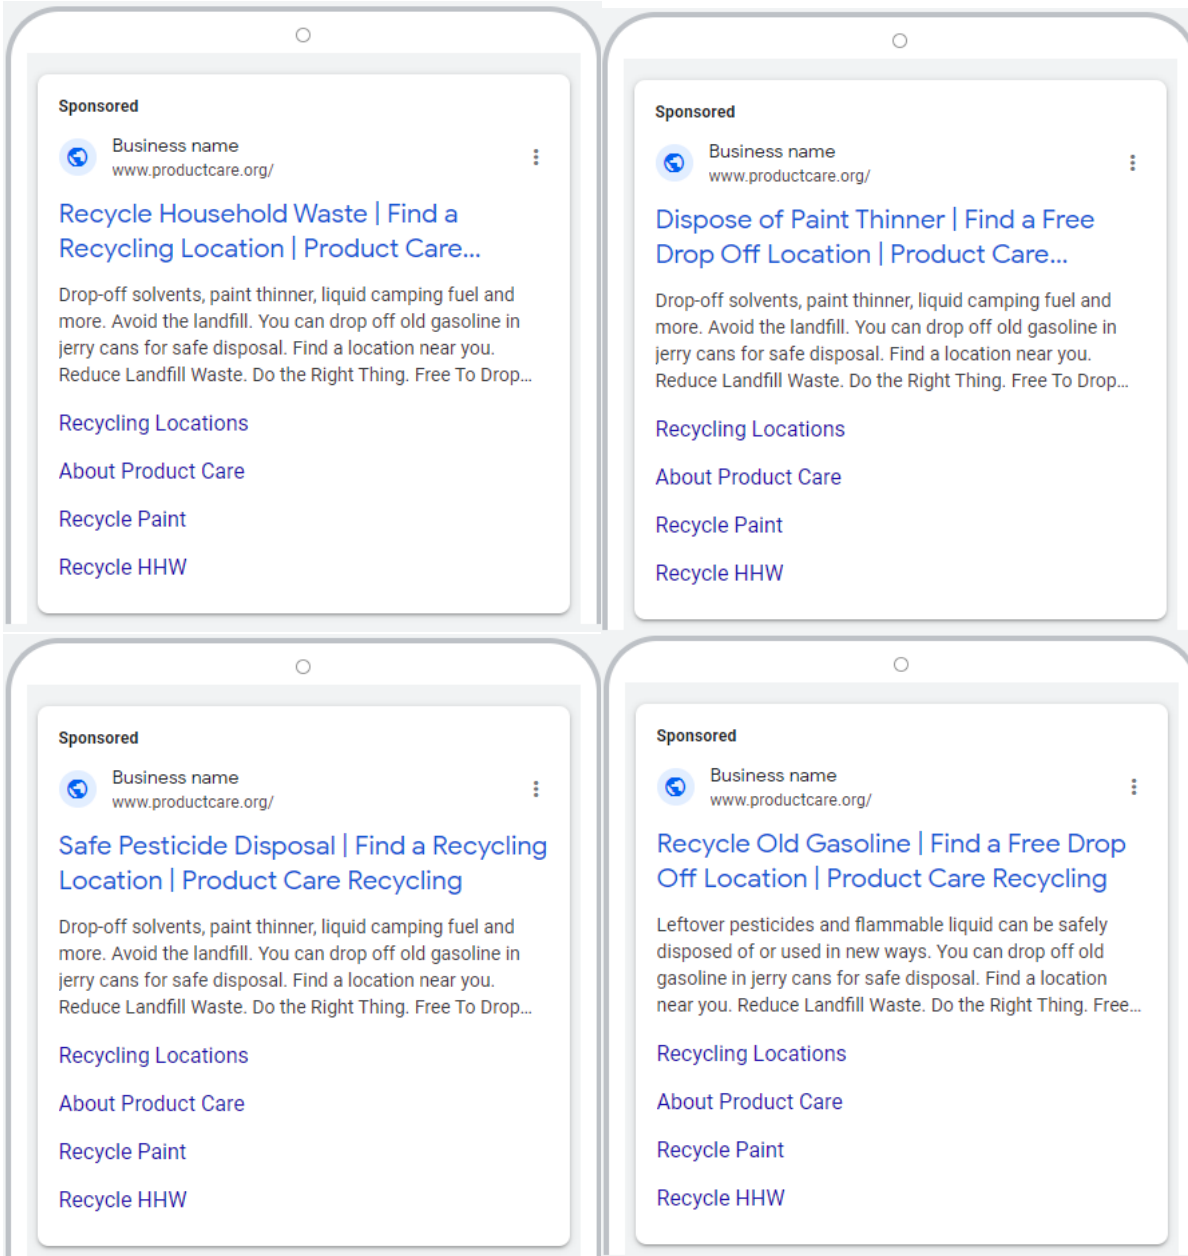 Sponsored
Business name
www.productcare.org/
Recycle Household Waste | Find a
Recycling Location | Product Care...
Drop-off solvents, paint thinner, liquid camping fuel and
more. Avoid the landfill. You can drop off old gasoline in
jerry cans for safe disposal. Find a location near you.
Reduce Landfill Waste. Do the Right Thing. Free To Drop...
Recycling Locations
About Product Care
Recycle Paint
Recycle HHW
Sponsored
Business name
www.productcare.org/
Dispose of Paint Thinner | Find a Free
Drop Off Location | Product Care...
Drop-off solvents, paint thinner, liquid camping fuel and
more. Avoid the landfill. You can drop off old gasoline in
jerry cans for safe disposal. Find a location near you.
Reduce Landfill Waste. Do the Right Thing. Free To Drop...
Recycling Locations
About Product Care
Recycle Paint
Recycle HHW
Sponsored
Business name
www.productcare.org/
Safe Pesticide Disposal | Find a Recycling
Location | Product Care Recycling
Drop-off solvents, paint thinner, liquid camping fuel and
more. Avoid the landfill. You can drop off old gasoline in
jerry cans for safe disposal. Find a location near you.
Reduce Landfill Waste. Do the Right Thing. Free To Drop...
Recycling Locations
About Product Care
Recycle Paint
Recycle HHW
Sponsored
Business name
www.productcare.org/
Recycle Old Gasoline | Find a Free Drop
Off Location | Product Care Recycling
Leftover pesticides and flammable liquid can be safely
disposed of or used in new ways. You can drop off old
gasoline in jerry cans for safe disposal. Find a location
near you. Reduce Landfill Waste. Do the Right Thing. Free...
Recycling Locations
About Product Care
Recycle Paint
Recycle HHW